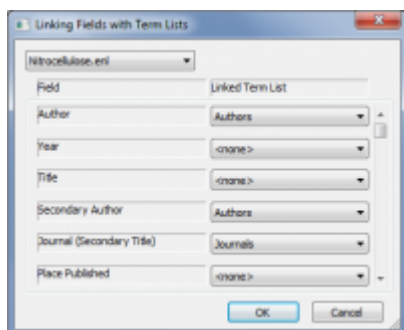 Linking Fields with Term Lists
Nitrocellulose.enl
Field Linked Term List
Author Authors
Year <none>
Title <none>
Secondary Author Authors
Journal (Secondary Title) Journals
Place Published <none>
OK Cancel